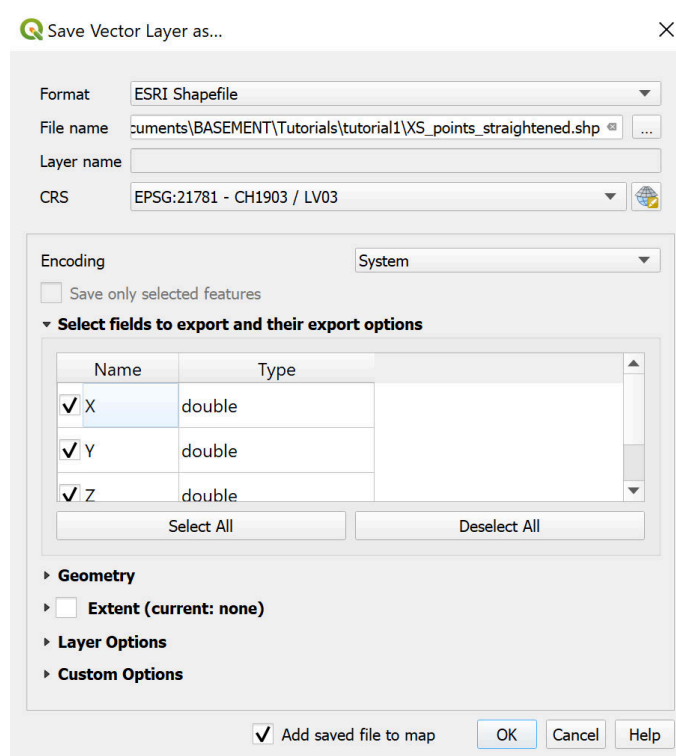 Save Vector Layer as...
Format ESRI Shapefile
File name cuments\BASEMENT\Tutorials\tutorial1\XS_points_straightened.shp ...
Layer name
CRS EPSG:21781 - CH1903 / LV03
Encoding System
Save only selected features
Select fields to export and their export options
Name Type
X double
Y double
Z double
Select All Deselect All
Geometry
Extent (current: none)
Layer Options
Custom Options
Add saved file to map OK Cancel Help